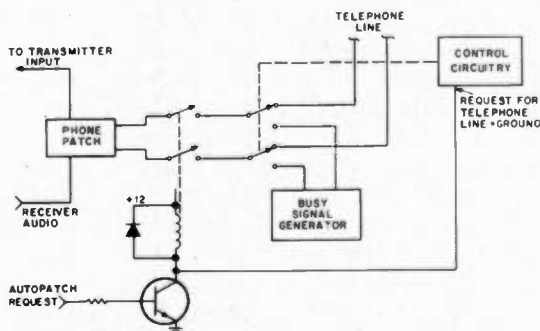 TELEPHONE
LINE
TO TRANSMITTER
INPUT
CONTROL
CIRCUITRY
REQUEST FOR
TELEPHONE
LINE = GROUND
PHONE
PATCH
RECEIVER
AUDIO
+12
BUSY
SIGNAL
GENERATOR
AUTOPATCH
REQUEST